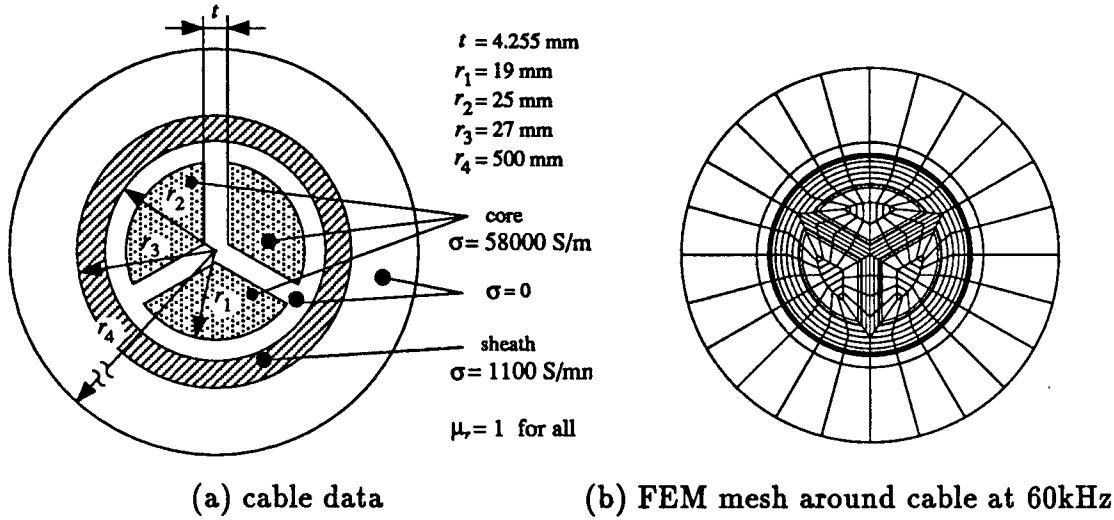 t
t = 4.255 mm
r1 = 19 mm
r2 = 25 mm
r3 = 27 mm
r4 = 500 mm
r2
r3
r1
r4
core
σ = 58000 S/m
σ = 0
sheath
σ = 1100 S/mm
μr = 1 for all
(a) cable data
(b) FEM mesh around cable at 60kHz